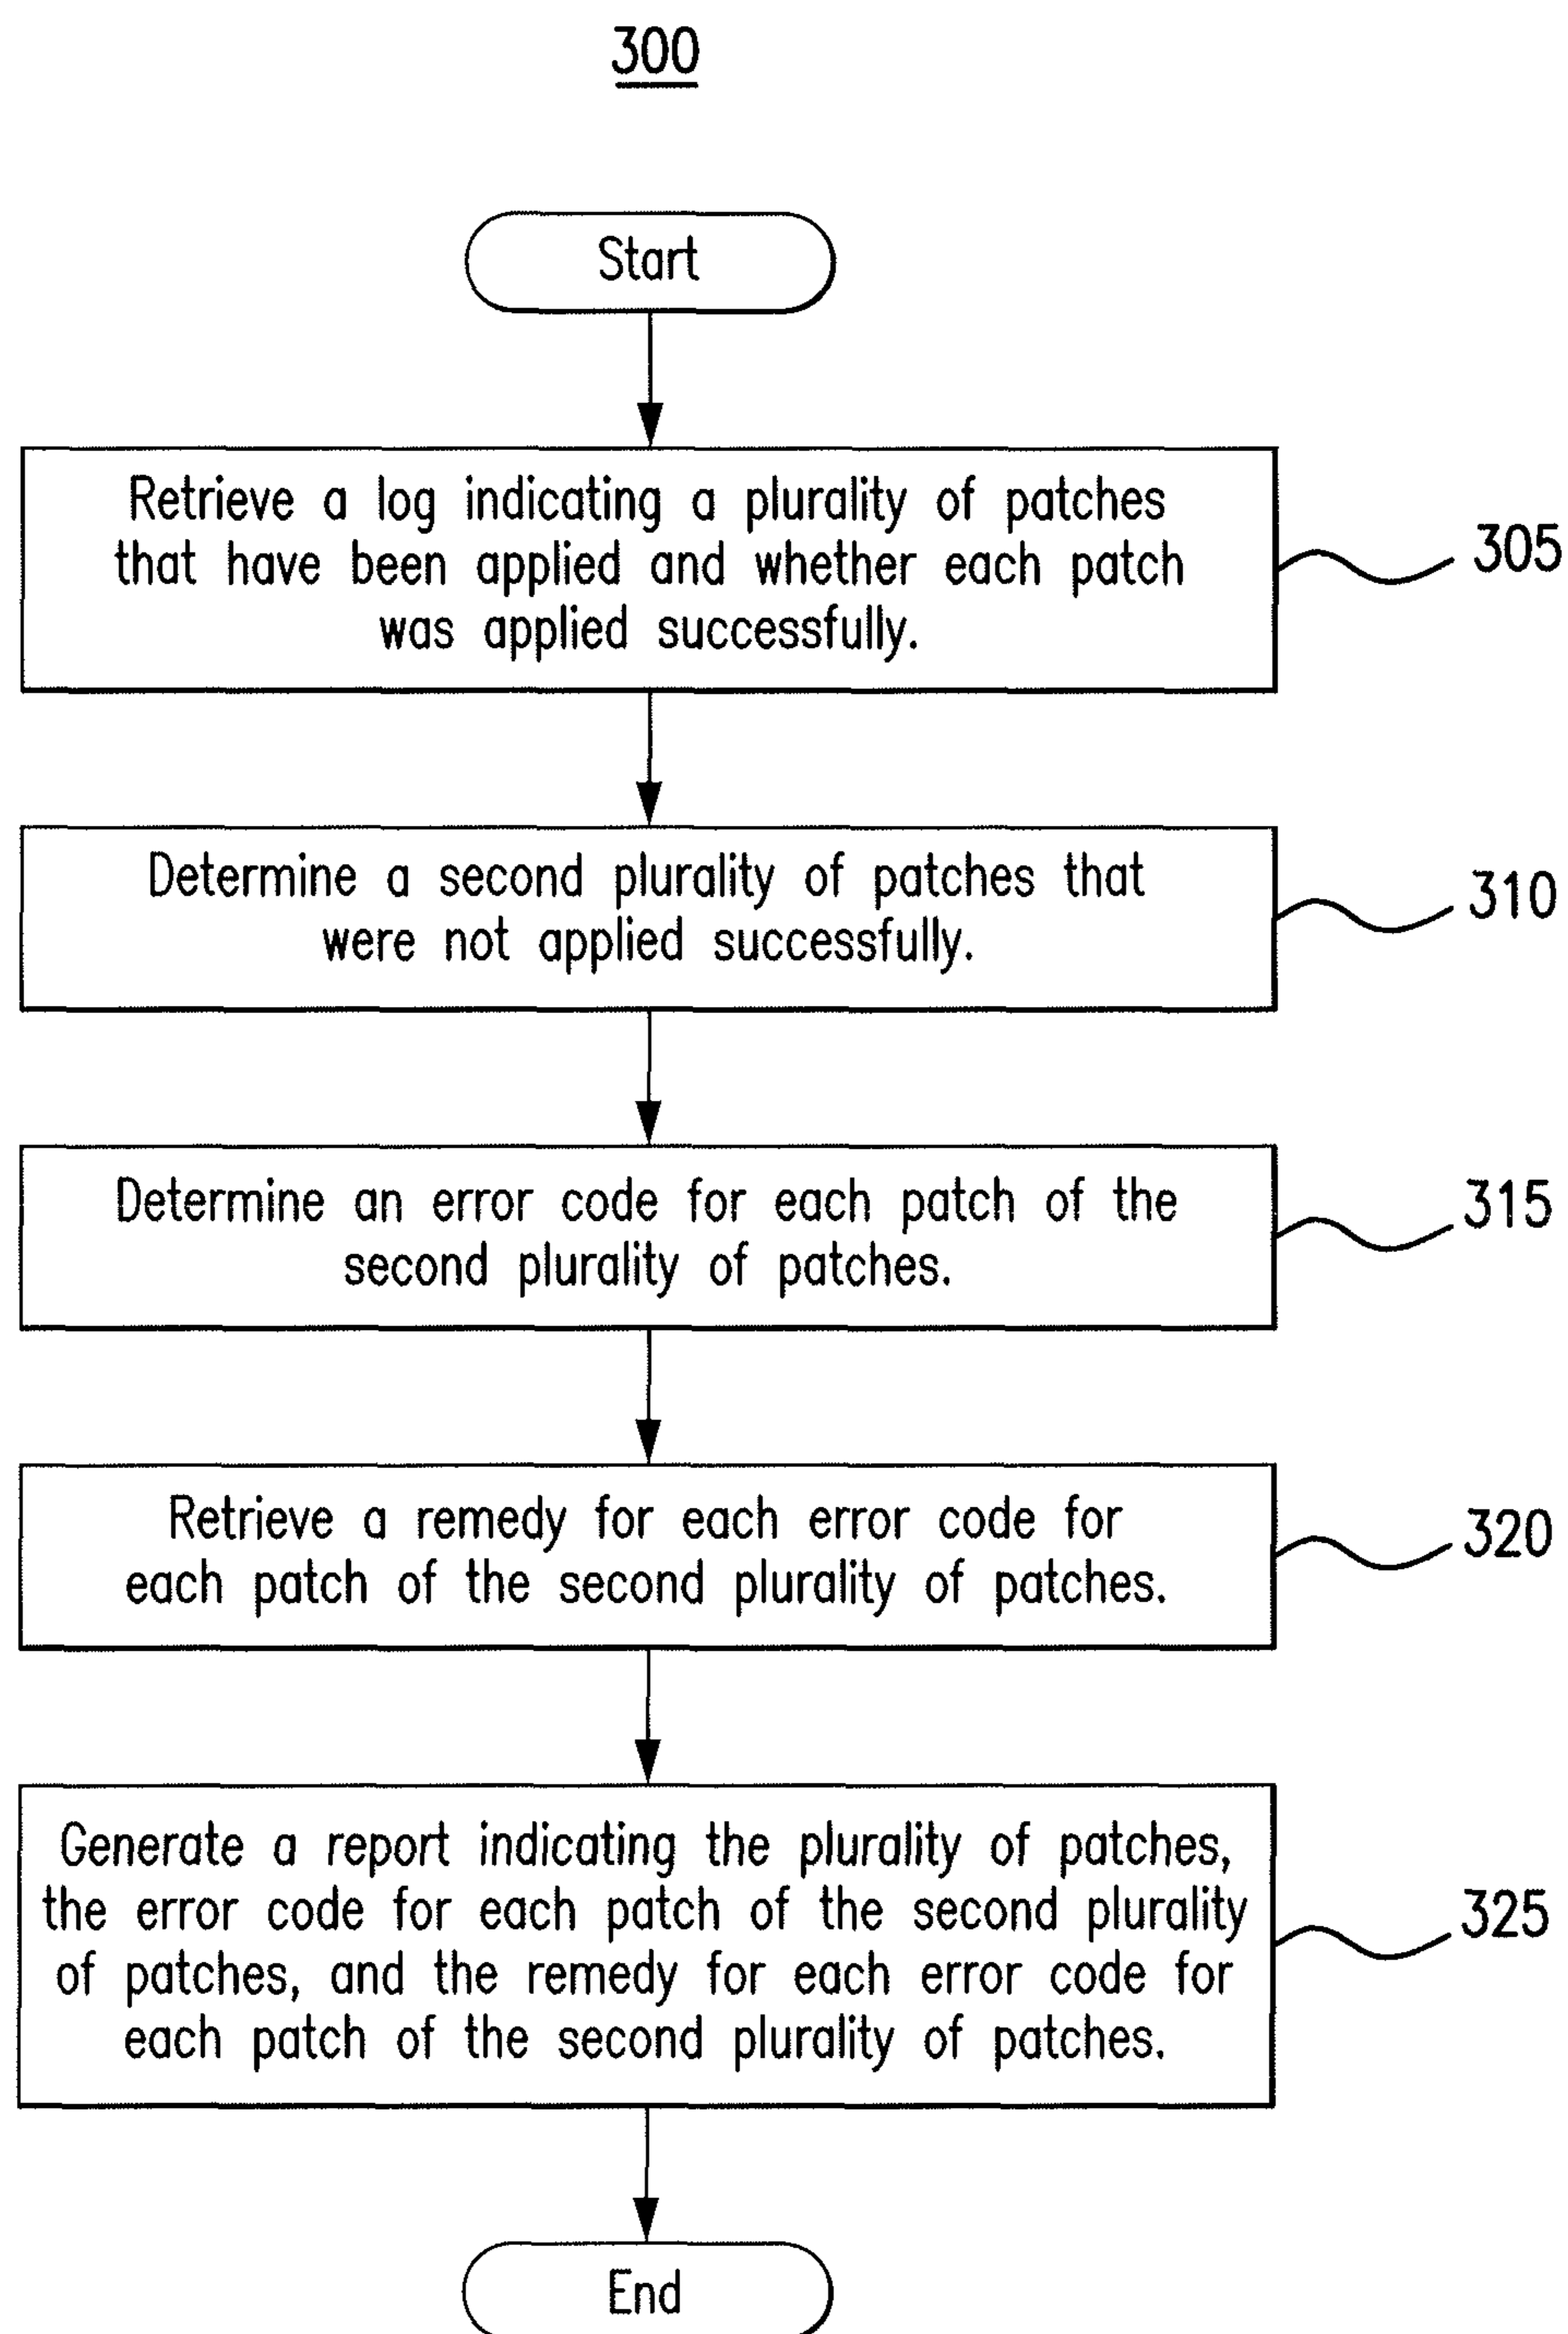 300
Start
Retrieve a log indicating a plurality of patches
that have been applied and whether each patch
was applied successfully.
305
Determine a second plurality of patches that
were not applied successfully.
310
Determine an error code for each patch of the
second plurality of patches.
315
Retrieve a remedy for each error code for
each patch of the second plurality of patches.
320
Generate a report indicating the plurality of patches,
the error code for each patch of the second plurality
of patches, and the remedy for each error code for
each patch of the second plurality of patches.
325
End